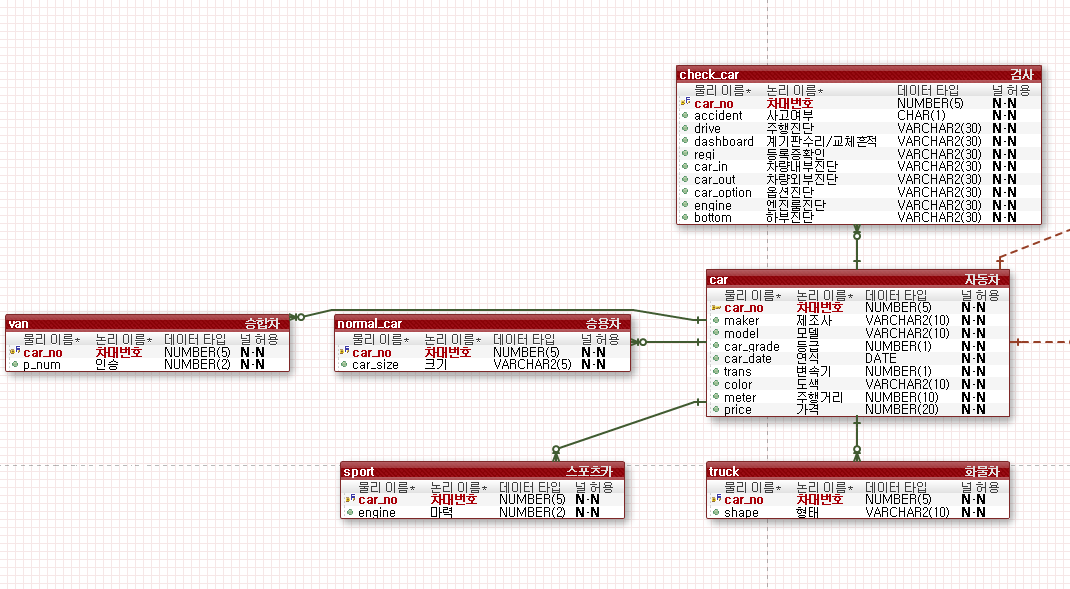 check_car 검사
물리 이름* 논리 이름* 데이터 타입 널 허용
car_no 차대번호 NUMBER(5) N-N
accident 사고여부 CHAR(1) N-N
drive 주행진단 VARCHAR2(30) N-N
dashboard 계기판수리/교체흔적 VARCHAR2(30) N-N
regi 등록증확인 VARCHAR2(30) N-N
car_in 차량내부진단 VARCHAR2(30) N-N
car_out 차량외부진단 VARCHAR2(30) N-N
car_option 옵션진단 VARCHAR2(30) N-N
engine 엔진룸진단 VARCHAR2(30) N-N
bottom 하부진단 VARCHAR2(30) N-N
car 자동차
물리 이름* 논리 이름* 데이터 타입 널 허용
car_no 차대번호 NUMBER(5) N-N
maker 제조사 VARCHAR2(10) N-N
model 모델 VARCHAR2(10) N-N
car_grade 등급 NUMBER(1) N-N
car_date 연식 DATE N-N
trans 변속기 NUMBER(1) N-N
color 도색 VARCHAR2(10) N-N
meter 주행거리 NUMBER(10) N-N
price 가격 NUMBER(20) N-N
van 승합차
물리 이름* 논리 이름* 데이터 타입 널 허용
car_no 차대번호 NUMBER(5) N-N
p_num 인승 NUMBER(2) N-N
normal_car 승용차
물리 이름* 논리 이름* 데이터 타입 널 허용
car_no 차대번호 NUMBER(5) N-N
car_size 크기 VARCHAR2(5) N-N
sport 스포츠카
물리 이름* 논리 이름* 데이터 타입 널 허용
car_no 차대번호 NUMBER(5) N-N
engine 마력 NUMBER(2) N-N
truck 화물차
물리 이름* 논리 이름* 데이터 타입 널 허용
car_no 차대번호 NUMBER(5) N-N
shape 형태 VARCHAR2(10) N-N